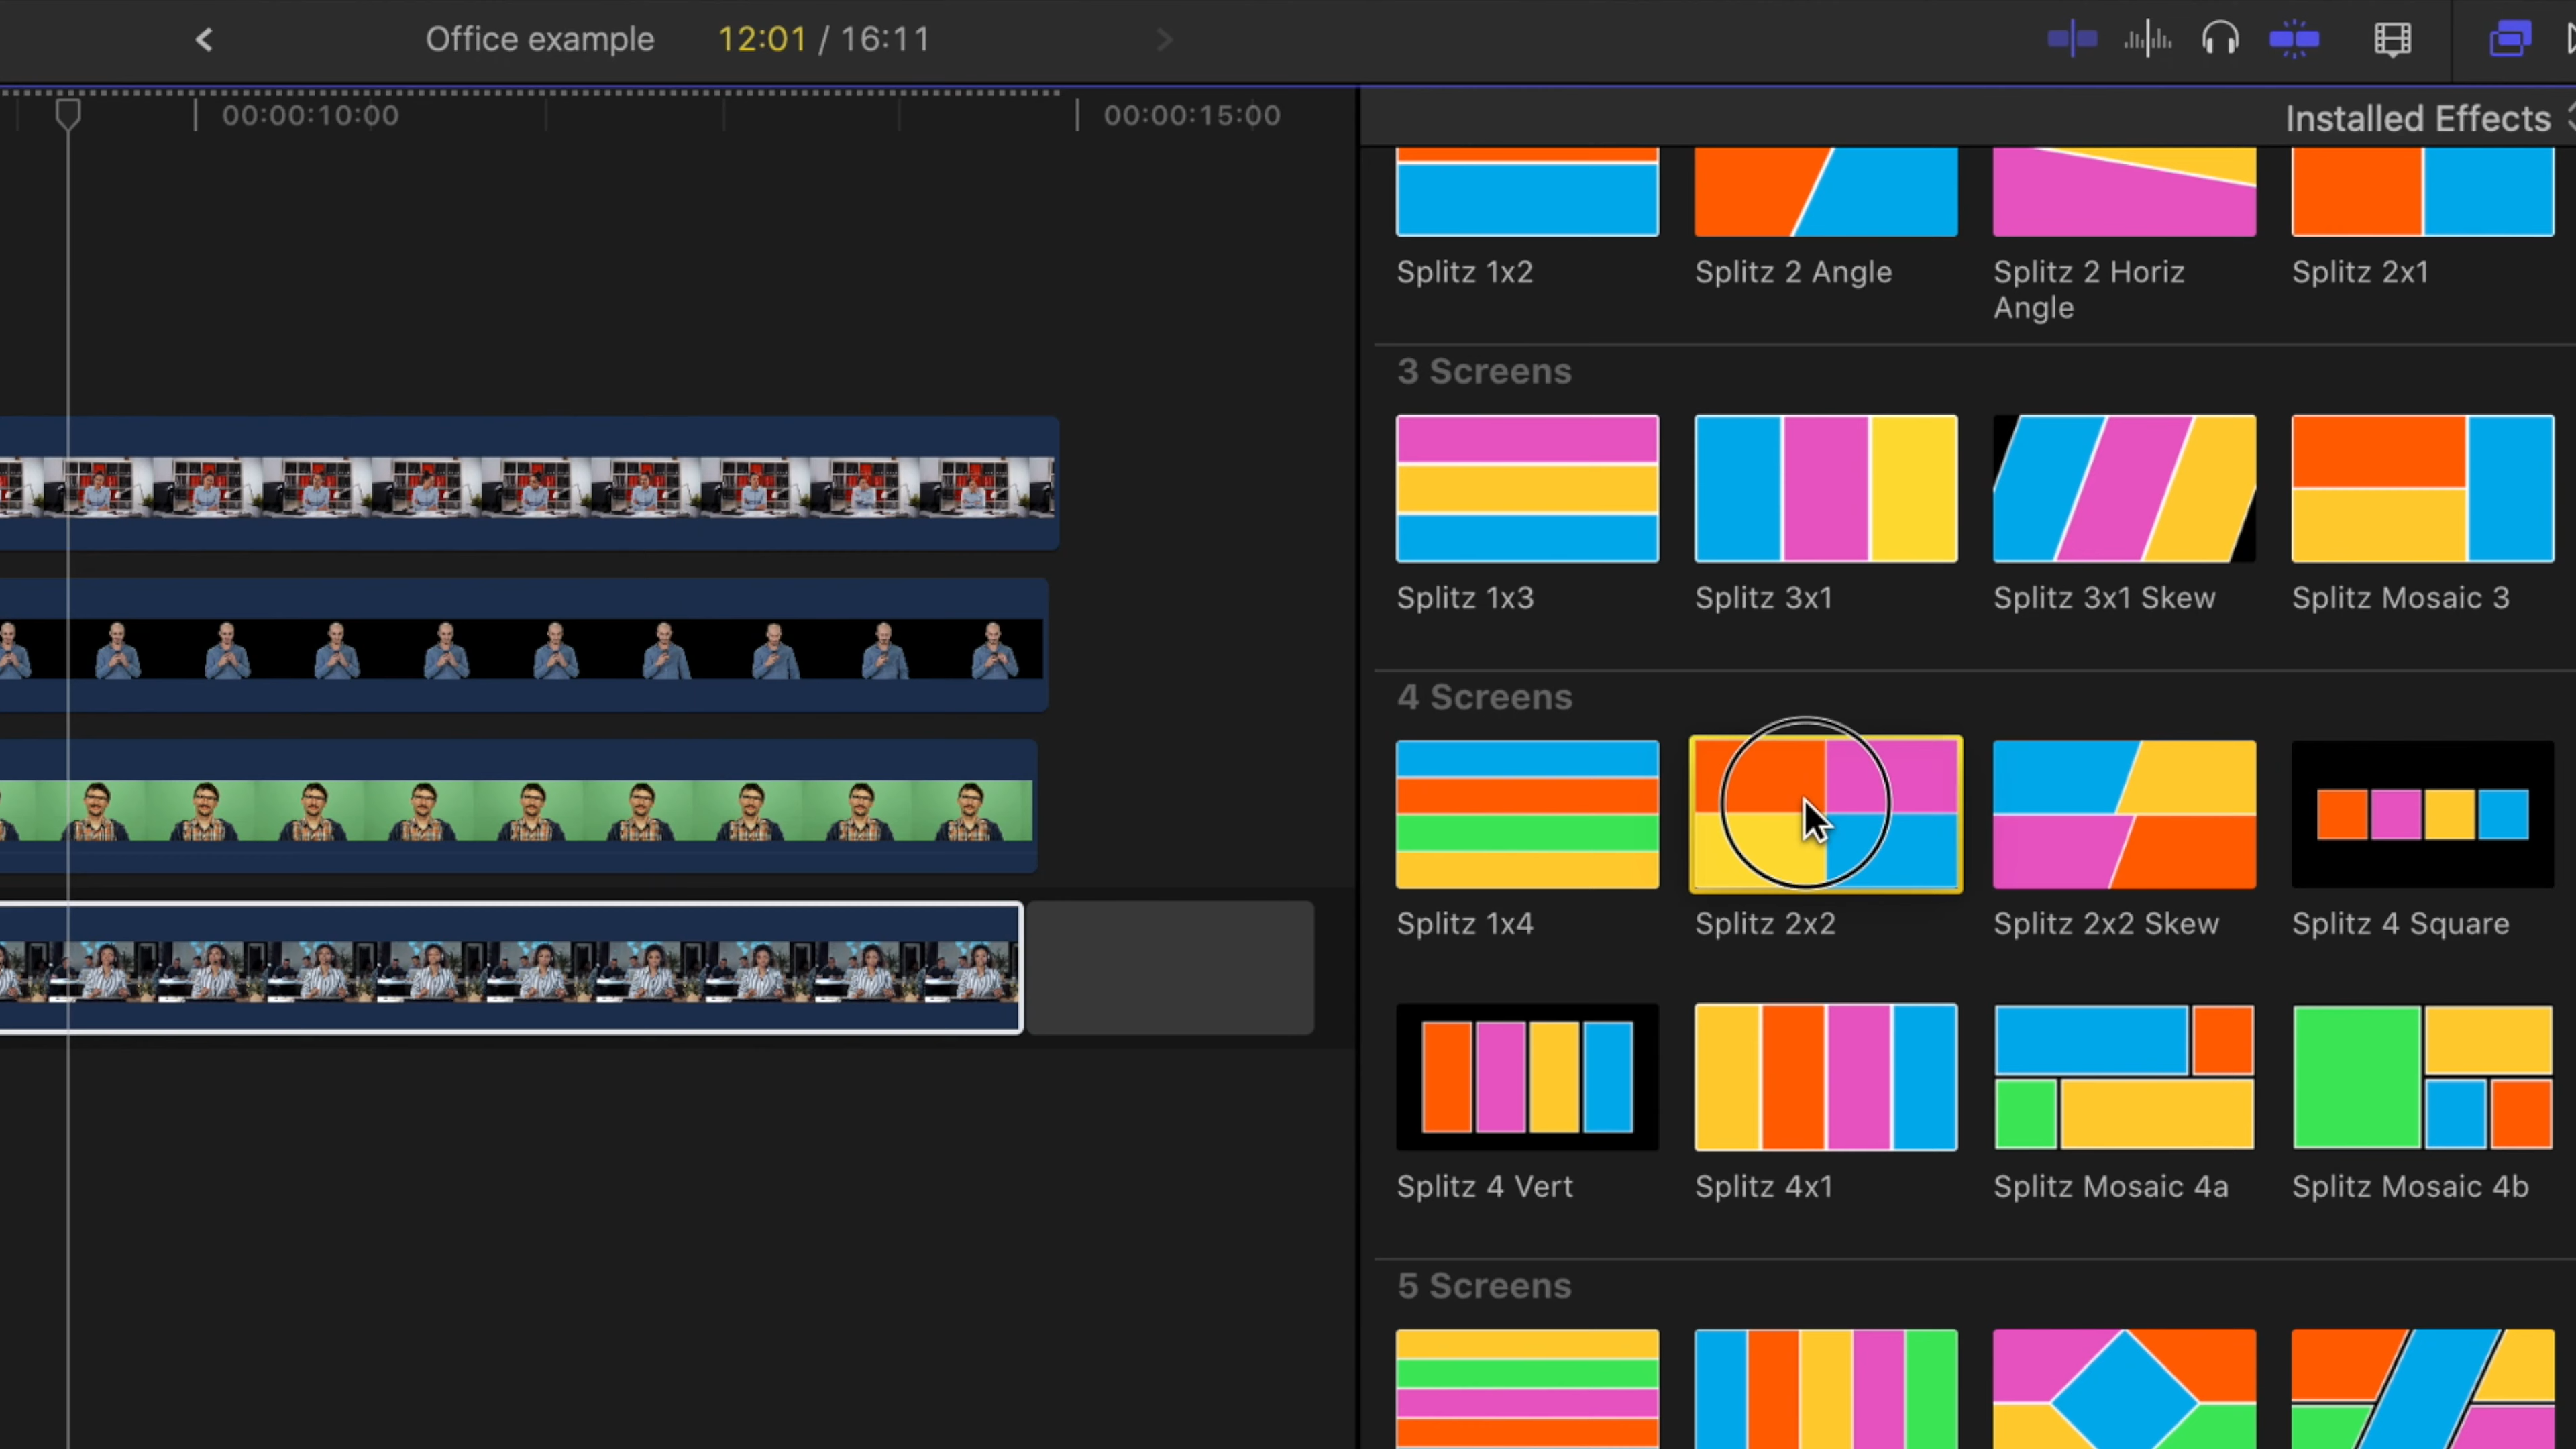 Office example 12:01 / 16:11
00:00:10:00 00:00:15:00
Installed Effects
Splitz 1x2 Splitz 2 Angle Splitz 2 Horiz Splitz 2x1
Angle
3 Screens
Splitz 1x3 Splitz 3x1 Splitz 3x1 Skew Splitz Mosaic 3
4 Screens
Splitz 1x4 Splitz 2x2 Splitz 2x2 Skew Splitz 4 Square
Splitz 4 Vert Splitz 4x1 Splitz Mosaic 4a Splitz Mosaic 4b
5 Screens